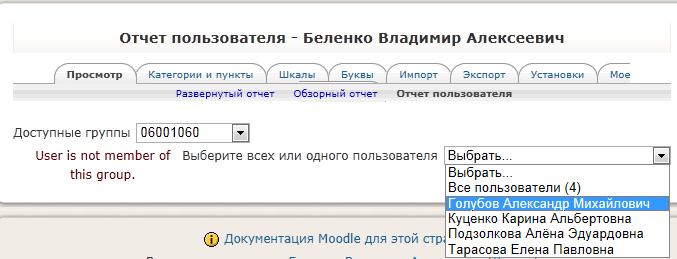 Отчет пользователя - Беленко Владимир Алексеевич
Просмотр Категории и пункты Шкалы Буквы Импорт Экспорт Установки Мое
Развернутый отчет Обзорный отчет Отчет пользователя
Доступные группы 06001060
User is not member of this group.
Выберите всех или одного пользователя Выбрать...
Выбрать...
Все пользователи (4)
Голубов Александр Михайлович
Куценко Карина Альбертовна
Подзолкова Алёна Эдуардовна
Тарасова Елена Павловна
Документация Moodle для этой стра